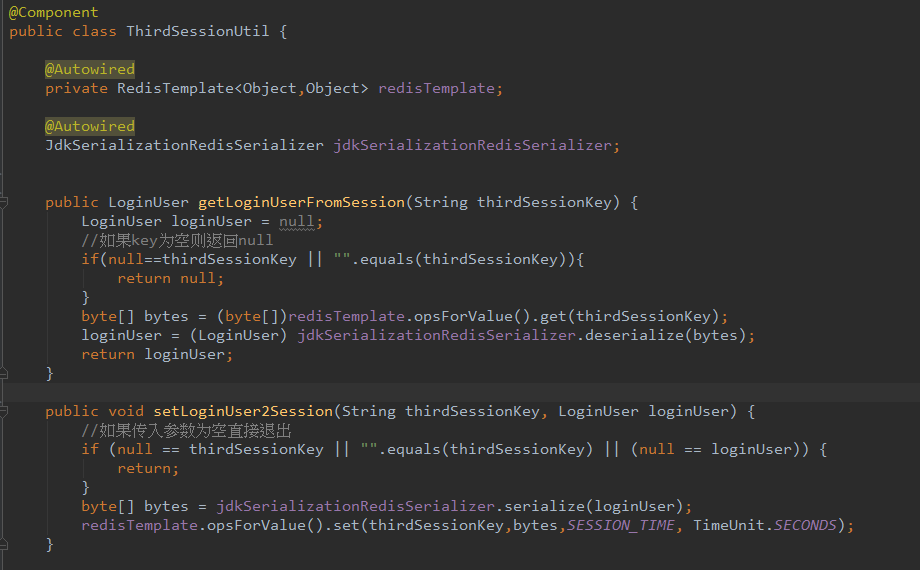 @Component
public class ThirdSessionUtil {
@Autowired
private RedisTemplate<Object,Object> redisTemplate;
@Autowired
JdkSerializationRedisSerializer jdkSerializationRedisSerializer;
public LoginUser getLoginUserFromSession(String thirdSessionKey) {
LoginUser loginUser = null;
//如果key为空则返回null
if(null==thirdSessionKey || "".equals(thirdSessionKey)){
return null;
}
byte[] bytes = (byte[])redisTemplate.opsForValue().get(thirdSessionKey);
loginUser = (LoginUser) jdkSerializationRedisSerializer.deserialize(bytes);
return loginUser;
}
public void setLoginUser2Session(String thirdSessionKey, LoginUser loginUser) {
//如果传入参数为空直接退出
if (null == thirdSessionKey || "".equals(thirdSessionKey) || (null == loginUser)) {
return;
}
byte[] bytes = jdkSerializationRedisSerializer.serialize(loginUser);
redisTemplate.opsForValue().set(thirdSessionKey,bytes,SESSION_TIME, TimeUnit.SECONDS);
}